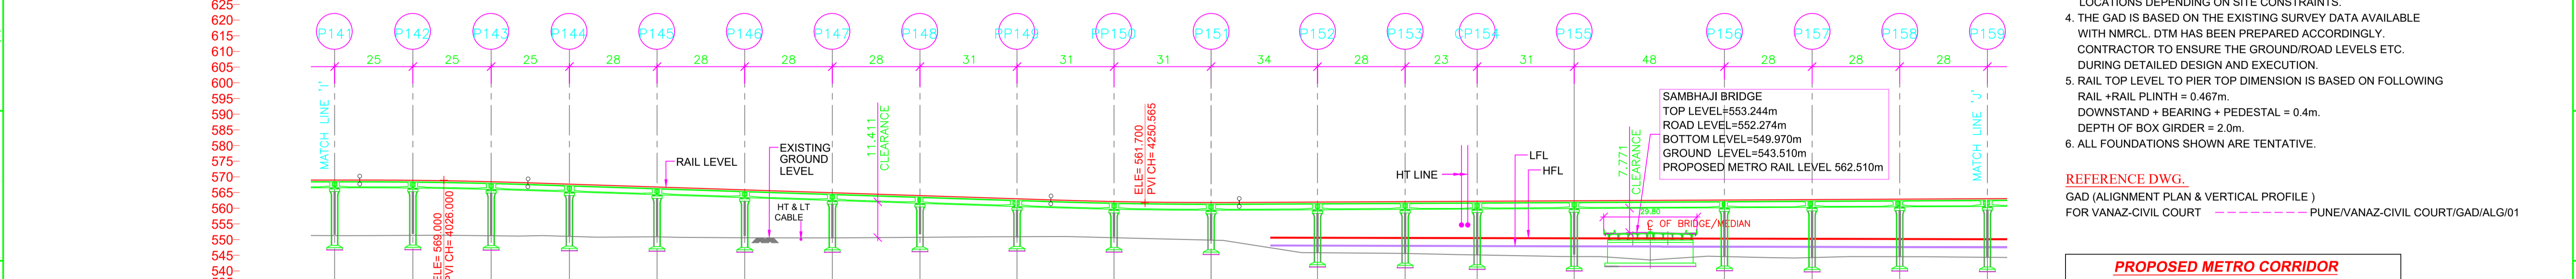 625
620
615
610
605
600
595
590
585
580
575
570
565
560
555
550
545
540
P141 P142 P143 P144 P145 P146 P147 P148 PP149 PP150 P151 P152 P153 CP154 P155 P156 P157 P158 P159
25 25 25 28 28 28 28 31 31 31 34 28 23 31 48 28 28 28
MATCH LINE 'I'
ELE= 569.000
PVI CH= 4026.000
RAIL LEVEL
EXISTING
GROUND
LEVEL
HT & LT
CABLE
11.411
CLEARANCE
ELE= 561.700
PVI CH= 4250.565
HT LINE
LFL
HFL
7.771
CLEARANCE
SAMBHAJI BRIDGE
TOP LEVEL=553.244m
ROAD LEVEL=552.274m
BOTTOM LEVEL=549.970m
GROUND LEVEL=543.510m
PROPOSED METRO RAIL LEVEL 562.510m
29.80
C OF BRIDGE/MEDIAN
MATCH LINE 'J'
LOCATIONS DEPENDING ON SITE CONSTRAINTS.
4. THE GAD IS BASED ON THE EXISTING SURVEY DATA AVAILABLE
WITH NMRCL. DTM HAS BEEN PREPARED ACCORDINGLY.
CONTRACTOR TO ENSURE THE GROUND/ROAD LEVELS ETC.
DURING DETAILED DESIGN AND EXECUTION.
5. RAIL TOP LEVEL TO PIER TOP DIMENSION IS BASED ON FOLLOWING
RAIL +RAIL PLINTH = 0.467m.
DOWNSTAND + BEARING + PEDESTAL = 0.4m.
DEPTH OF BOX GIRDER = 2.0m.
6. ALL FOUNDATIONS SHOWN ARE TENTATIVE.
REFERENCE DWG.
GAD (ALIGNMENT PLAN & VERTICAL PROFILE )
FOR VANAZ-CIVIL COURT PUNE/VANAZ-CIVIL COURT/GAD/ALG/01
PROPOSED METRO CORRIDOR